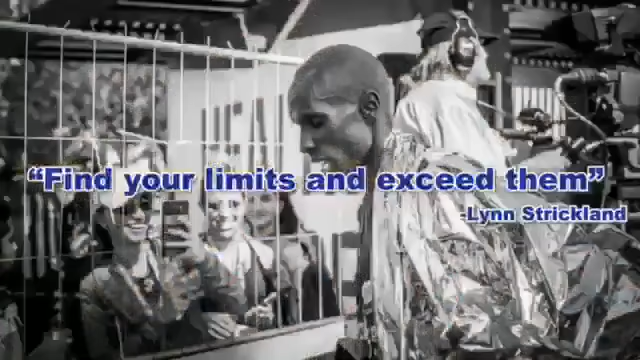 “Find your limits and exceed them”
-Lynn Strickland